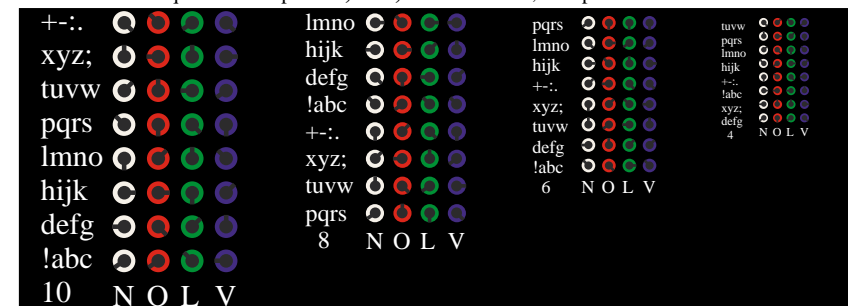 +-:.
xyz;
tuvw
pqrs
lmno
hijk
defg
!abc
10 N O L V
lmno
hijk
defg
!abc
+-:.
xyz;
tuvw
pqrs
8 N O L V
pqrs
lmno
hijk
+-:.
xyz;
tuvw
defg
!abc
6 N O L V
tuvw
pqrs
lmno
hijk
+-:.
!abc
xyz;
defg
4 N O L V